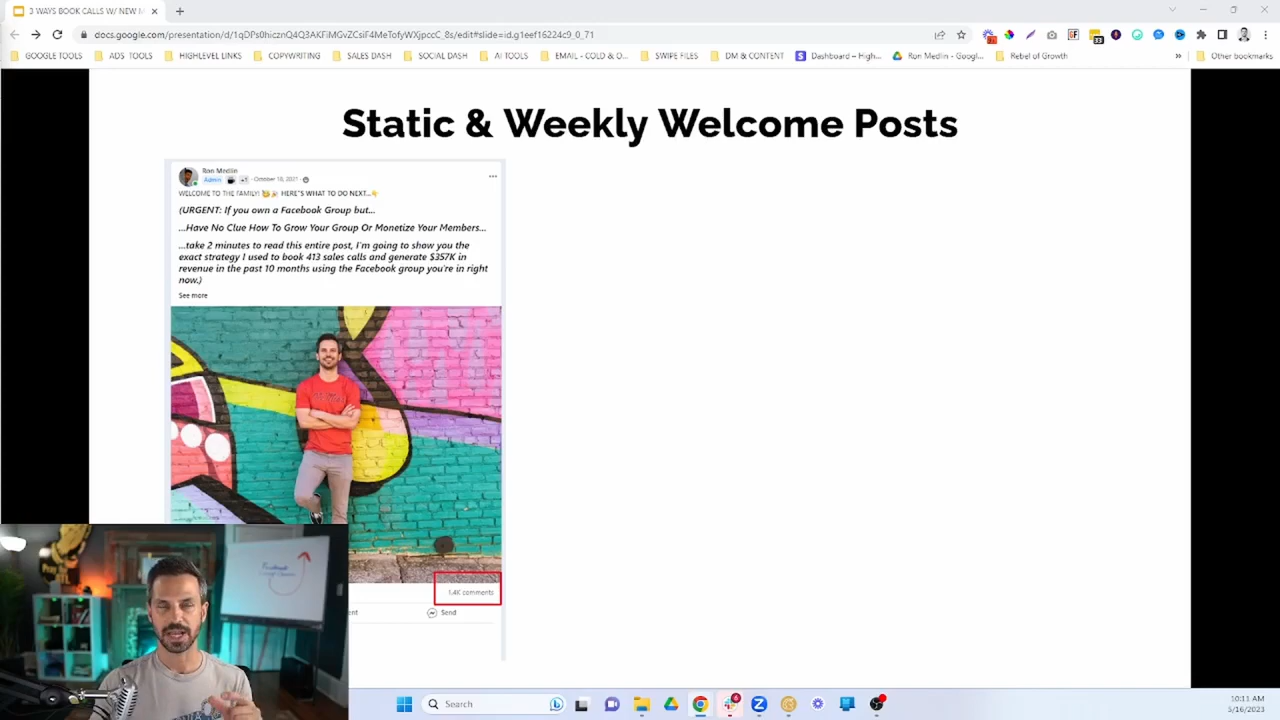 3 WAYS BOOK CALLS W/ NEW M
docs.google.com/presentation/d/1qDPs0hicznQ4Q3AKFiMGvZCsiF4MeTofyWXjpccC_8s/edit#slide=id.g1eef16224c9_0_71
GOOGLE TOOLS
ADS TOOLS
HIGHLEVEL LINKS
COPYWRITING
SALES DASH
SOCIAL DASH
AI TOOLS
EMAIL - COLD & O...
SWIPE FILES
DM & CONTENT
Dashboard – High...
Ron Medlin - Googl...
Rebel of Growth
Other bookmarks
Static & Weekly Welcome Posts
Ron Medlin
Admin
+1 · October 18, 2021 ·
WELCOME TO THE FAMILY! HERE'S WHAT TO DO NEXT...
(URGENT: If you own a Facebook Group but...
...Have No Clue How To Grow Your Group Or Monetize Your Members...
...take 2 minutes to read this entire post, I'm going to show you the
exact strategy I used to book 413 sales calls and generate $357K in
revenue in the past 10 months using the Facebook group you're in right
now.)
See more
1.4K comments
ent
Send
Search
10:11 AM
5/16/2023